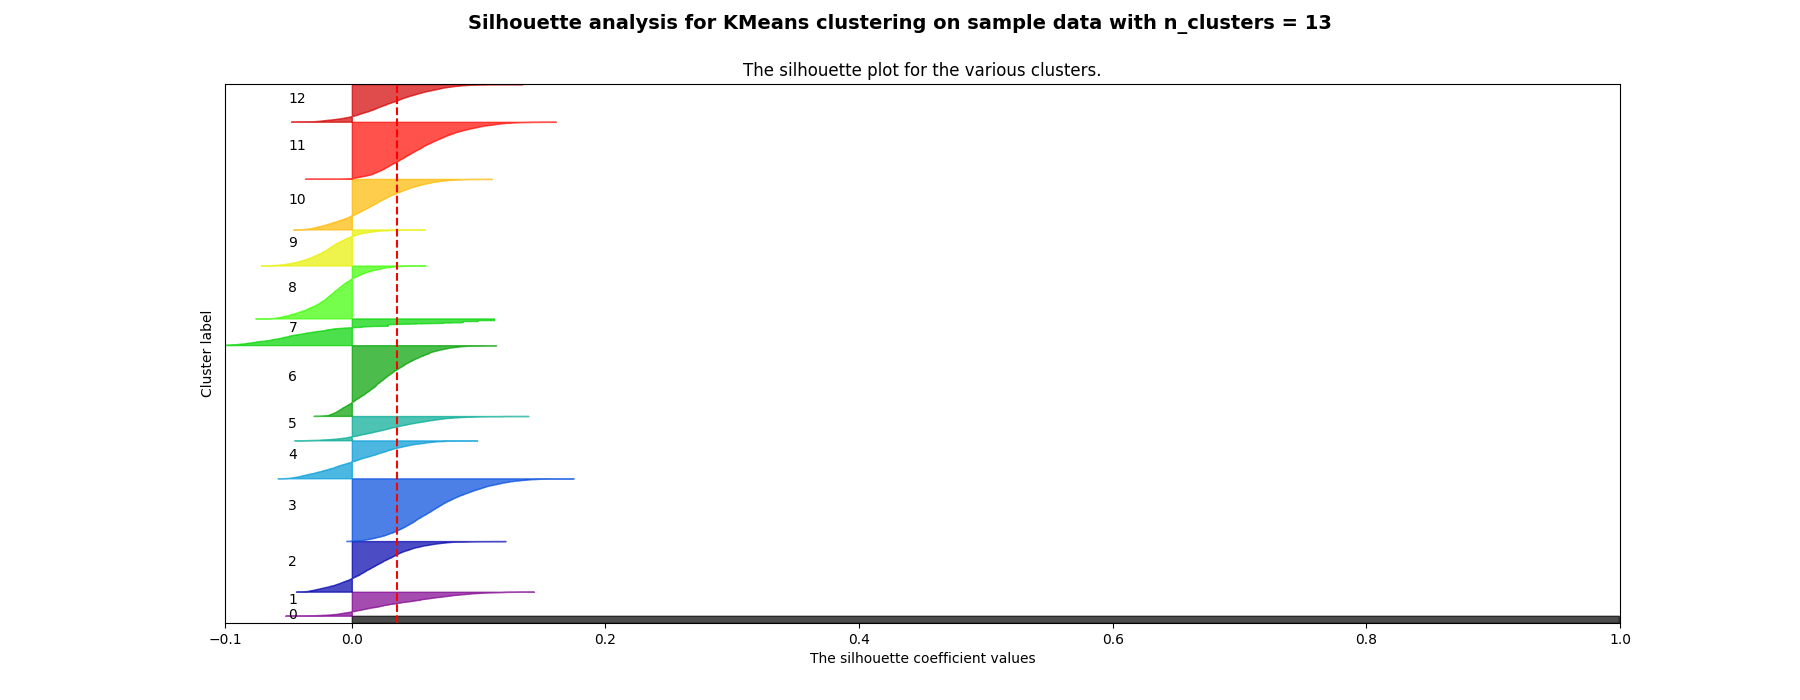 Silhouette analysis for KMeans clustering on sample data with n_clusters = 13
The silhouette plot for the various clusters.
12
11
10
9
8
7
6
5
4
3
2
1
0
Cluster label
−0.1 0.0 0.2 0.4 0.6 0.8 1.0
The silhouette coefficient values